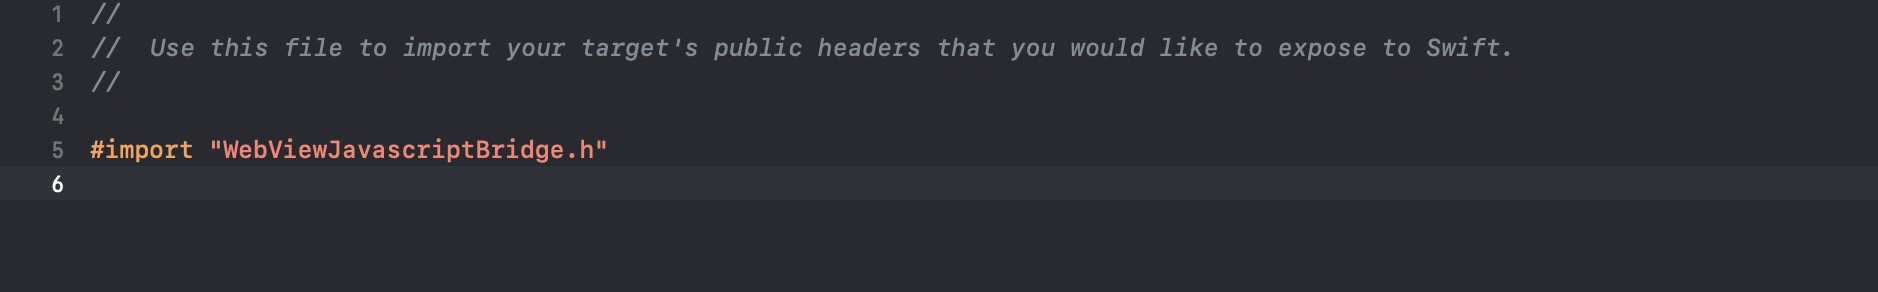 1 //
2 //  Use this file to import your target's public headers that you would like to expose to Swift.
3 //
4
5 #import "WebViewJavascriptBridge.h"
6